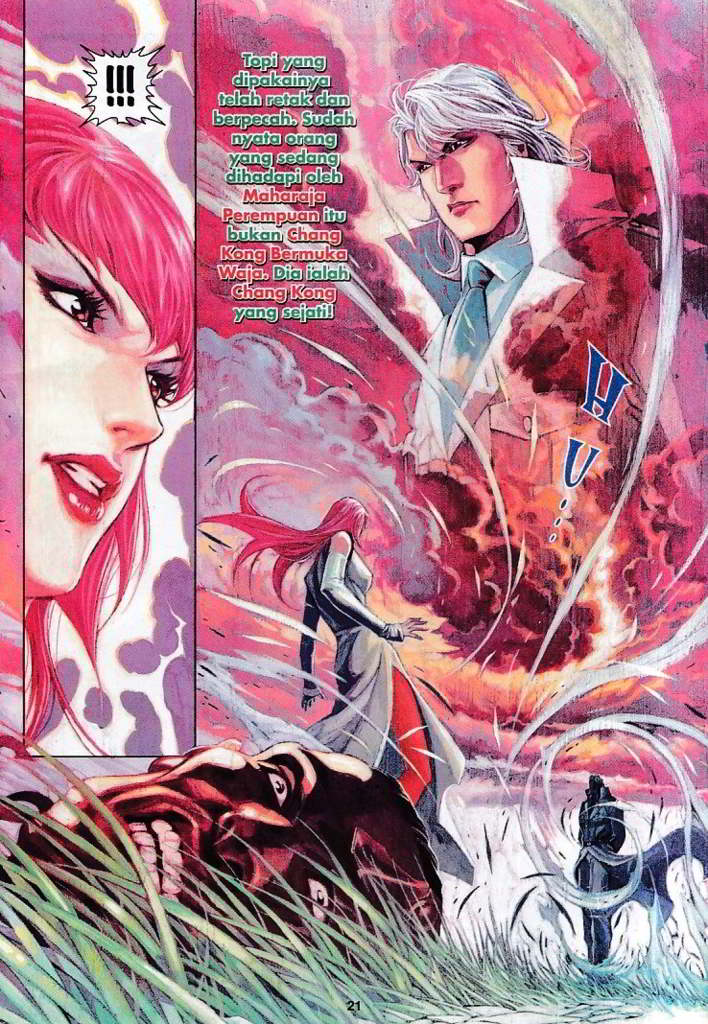 !!!
Topi yang
dipakainya
telah retak dan
berpecah. Sudah
nyata orang
yang sedang
dihadapi oleh
Maharaja
Perempuan itu
bukan Chang
Kong Bermuka
Waja. Dia ialah
Chang Kong
yang sejati!
HU...
21